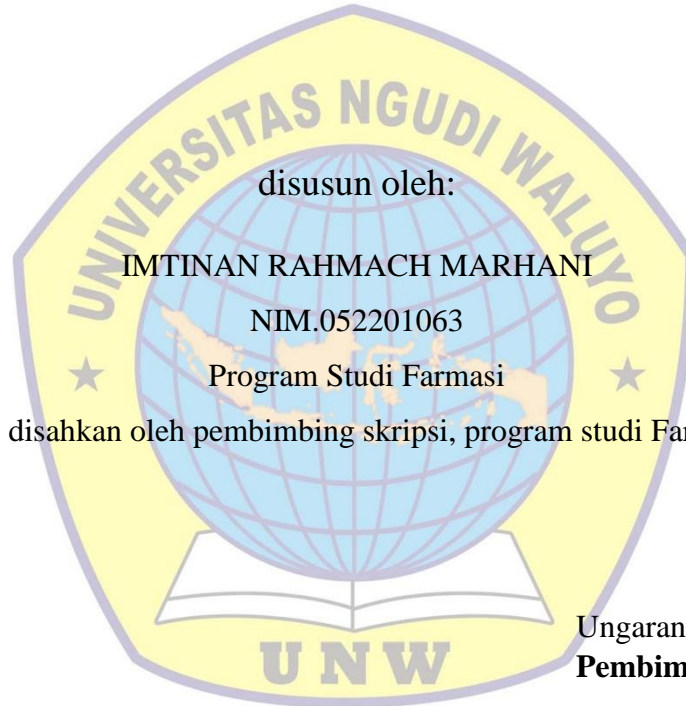 UNIVERSITAS NGUDI WALUYO
disusun oleh:
IMTINAN RAHMACH MARHANI
NIM.052201063
Program Studi Farmasi
disahkan oleh pembimbing skripsi, program studi
Ungaran
UNW